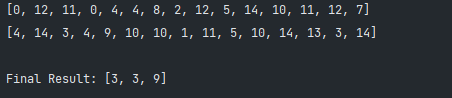 [0, 12, 11, 0, 4, 4, 8, 2, 12, 5, 14, 10, 11, 12, 7]
[4, 14, 3, 4, 9, 10, 10, 1, 11, 5, 10, 14, 13, 3, 14]
Final Result: [3, 3, 9]